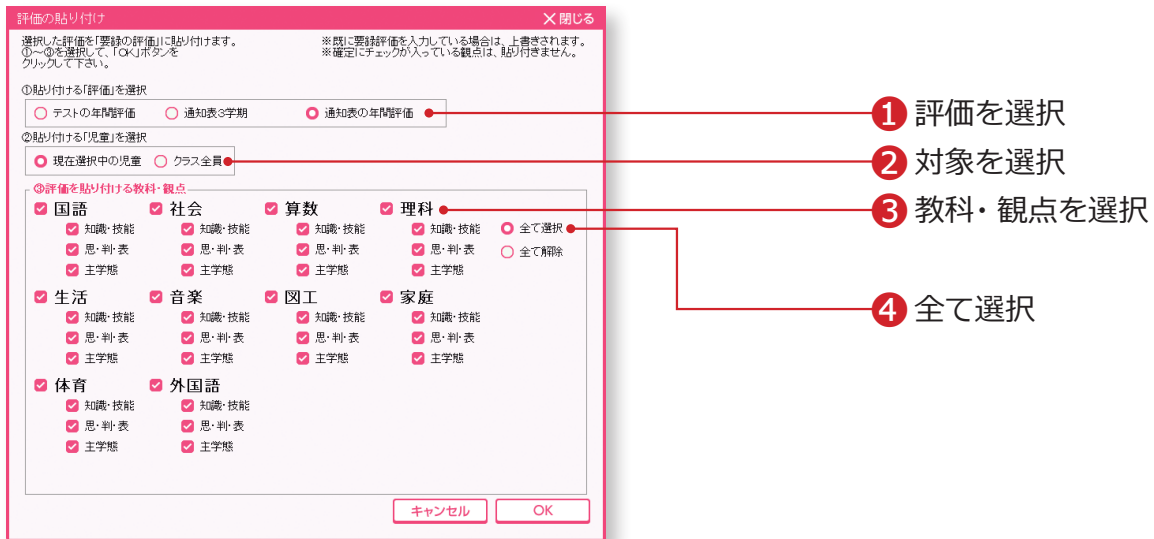 評価の貼り付け
✕閉じる
選択した評価を「要録の評価」に貼り付けます。
①～③を選択して、「OK」ボタンを
クリックして下さい。
※既に要録評価を入力している場合は、上書きされます。
※確定にチェックが入っている観点は、貼り付きません。
①貼り付ける「評価」を選択
テストの年間評価 通知表3学期 通知表の年間評価
②貼り付ける「児童」を選択
現在選択中の児童 クラス全員
③評価を貼り付ける教科・観点
国語 社会 算数 理科
知識・技能 知識・技能 知識・技能 知識・技能 全て選択
思・判・表 思・判・表 思・判・表 思・判・表 全て解除
主学態 主学態 主学態 主学態
生活 音楽 図工 家庭
知識・技能 知識・技能 知識・技能 知識・技能
思・判・表 思・判・表 思・判・表 思・判・表
主学態 主学態 主学態 主学態
体育 外国語
知識・技能 知識・技能
思・判・表 思・判・表
主学態 主学態
キャンセル OK
❶ 評価を選択
❷ 対象を選択
❸ 教科・観点を選択
❹ 全て選択